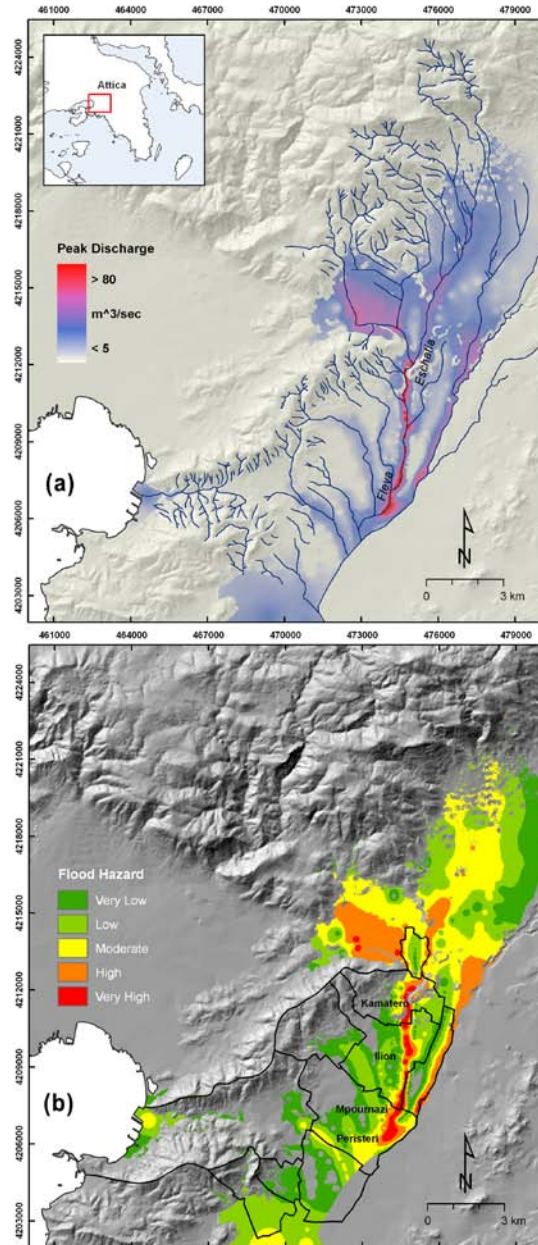 461000 464000 467000 470000 473000 476000 479000
4224000
4221000
4218000
4215000
4212000
4209000
4206000
4203000
Attica
Peak Discharge
> 80
m^3/sec
< 5
Eschatia
Fleva
(a)
N
0 3 km
461000 464000 467000 470000 473000 476000 479000
4224000
4221000
4218000
4215000
4212000
4209000
4206000
4203000
Flood Hazard
Very Low
Low
Moderate
High
Very High
Kamatero
Ilion
Mpournazi
Peristeri
(b)
N
0 3 km